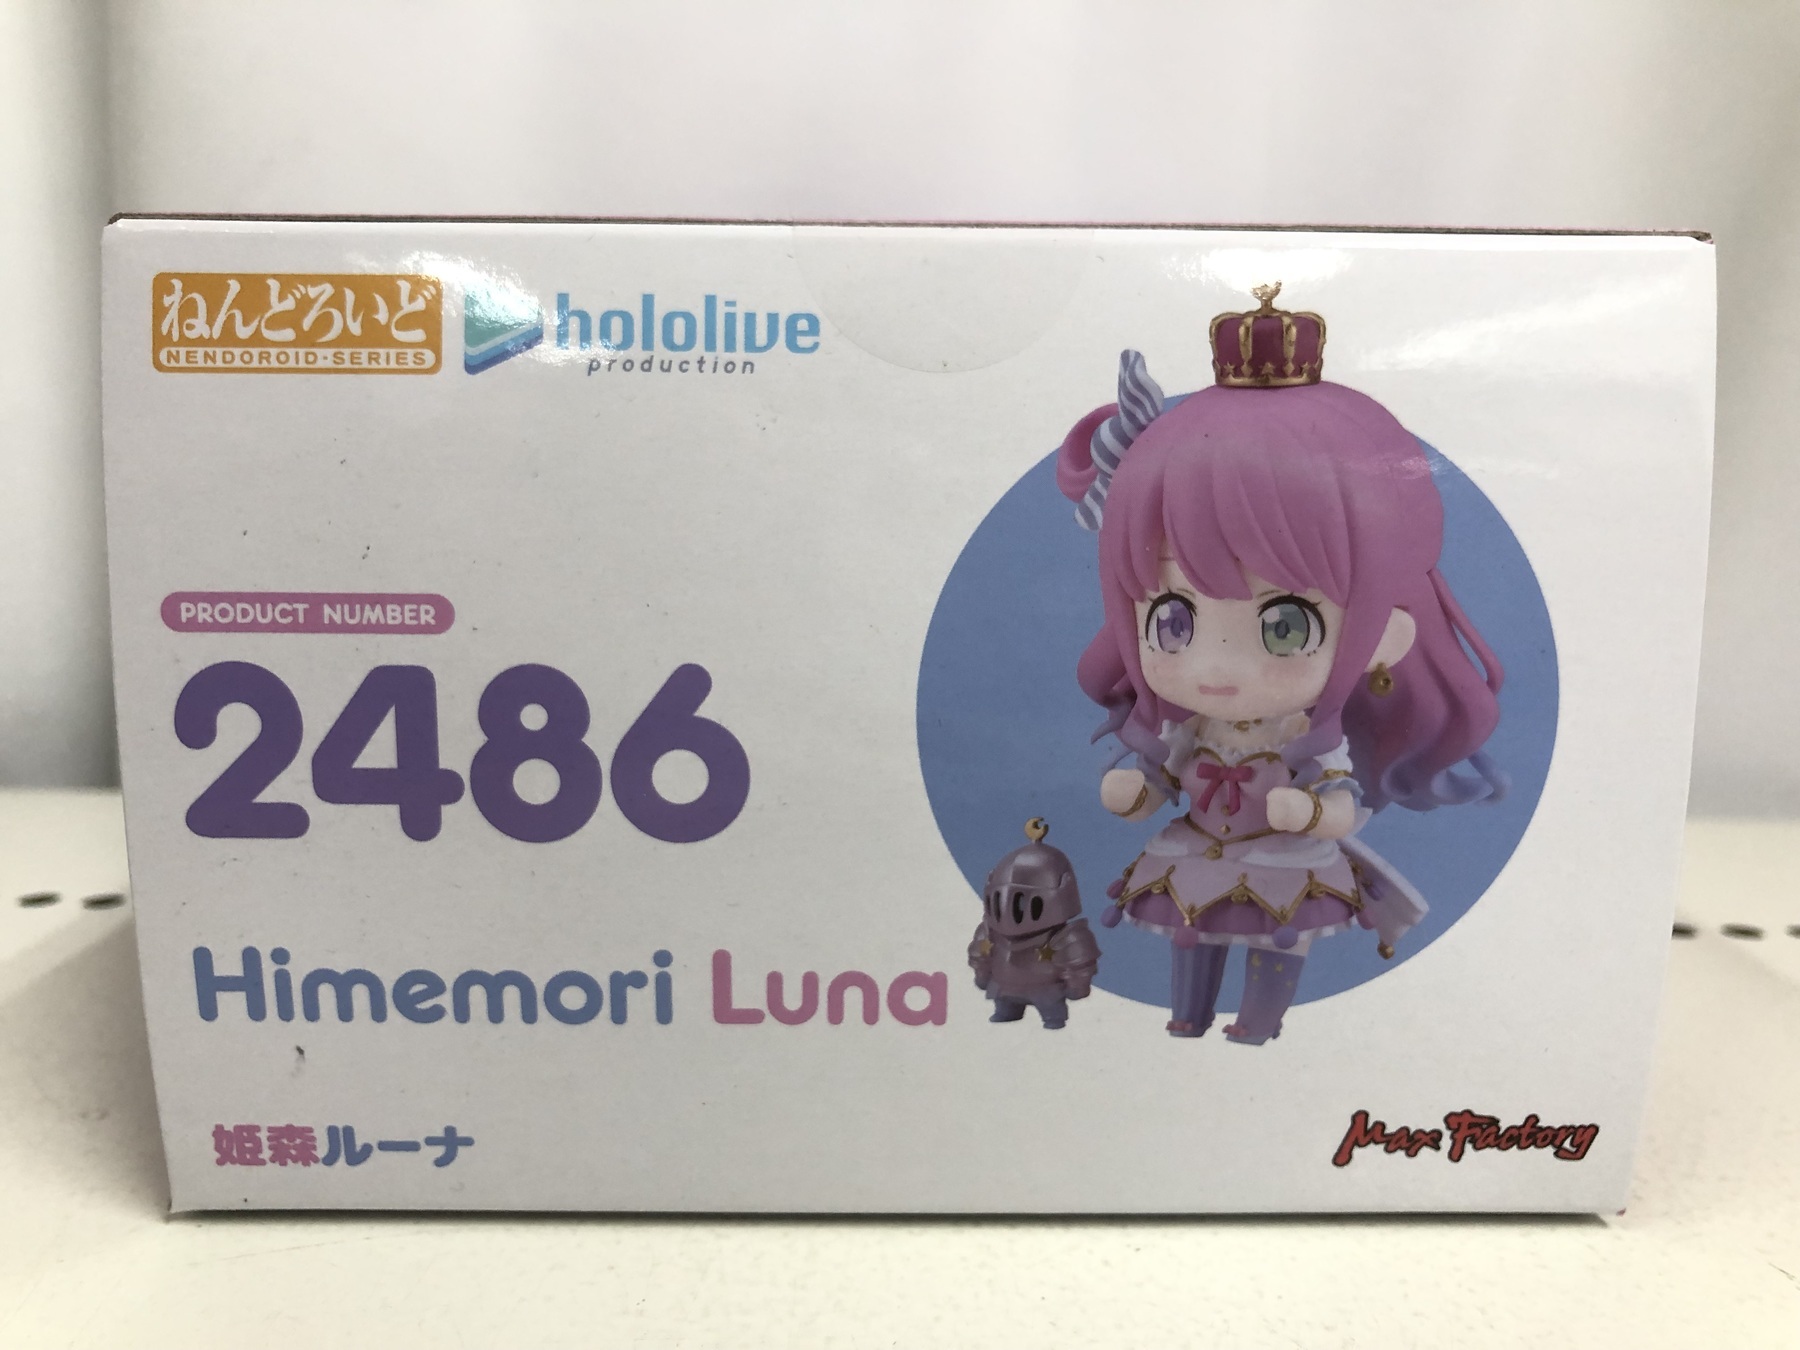 ねんどろいど
NENDOROID·SERIES
hololive
production
PRODUCT NUMBER
2486
Himemori Luna
姫森ルーナ
Max Factory